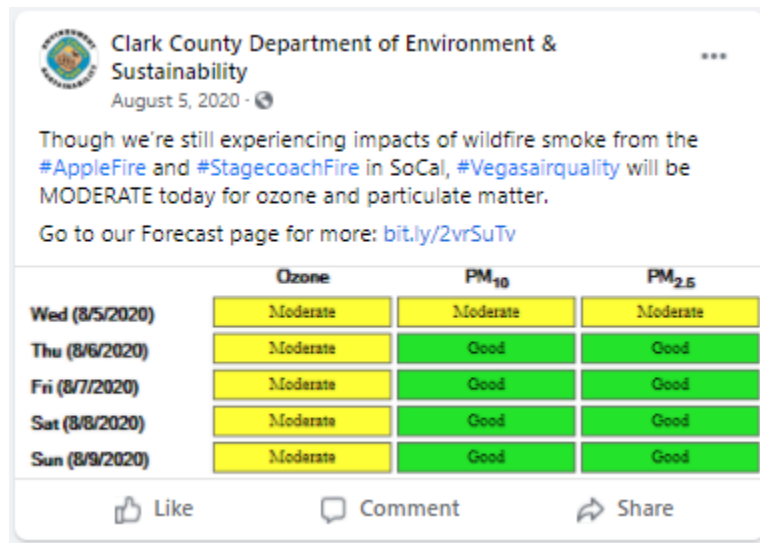 Clark County Department of Environment &
Sustainability
August 5, 2020 ·
Though we're still experiencing impacts of wildfire smoke from the
#AppleFire and #StagecoachFire in SoCal, #Vegasairquality will be
MODERATE today for ozone and particulate matter.
Go to our Forecast page for more: bit.ly/2vrSuTv
Ozone PM10 PM2.5
Wed (8/5/2020) Moderate Moderate Moderate
Thu (8/6/2020) Moderate Good Good
Fri (8/7/2020) Moderate Good Good
Sat (8/8/2020) Moderate Good Good
Sun (8/9/2020) Moderate Good Good
Like Comment Share